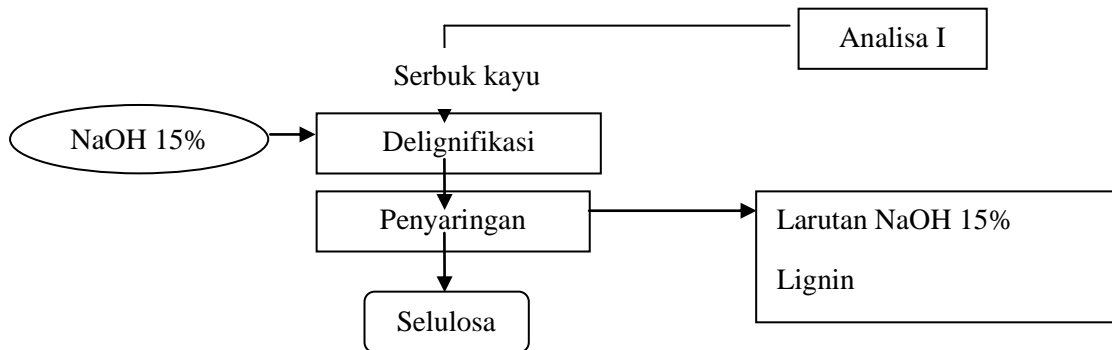 Analisa I
Serbuk kayu
NaOH 15%
Delignifikasi
Penyaringan
Larutan NaOH 15%
Lignin
Selulosa